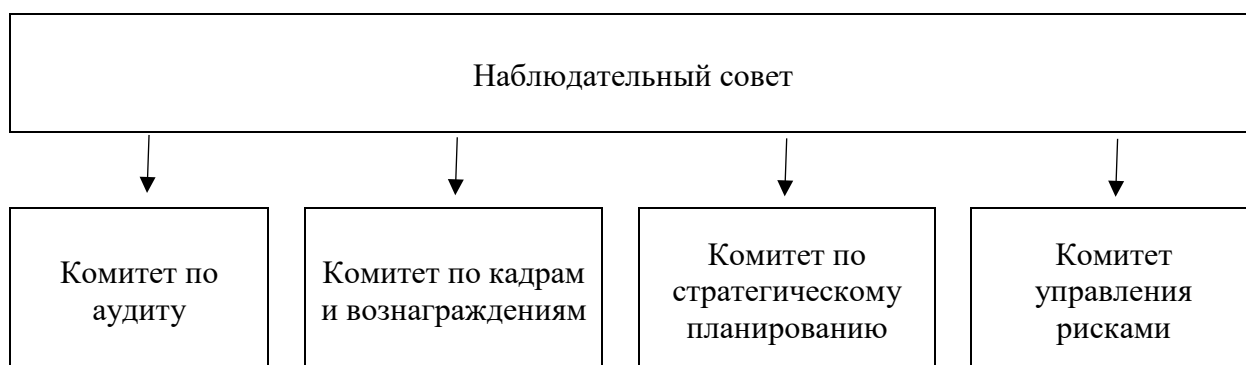 Наблюдательный совет
Комитет по
аудиту
Комитет по кадрам
и вознаграждениям
Комитет по
стратегическому
планированию
Комитет
управления
рисками